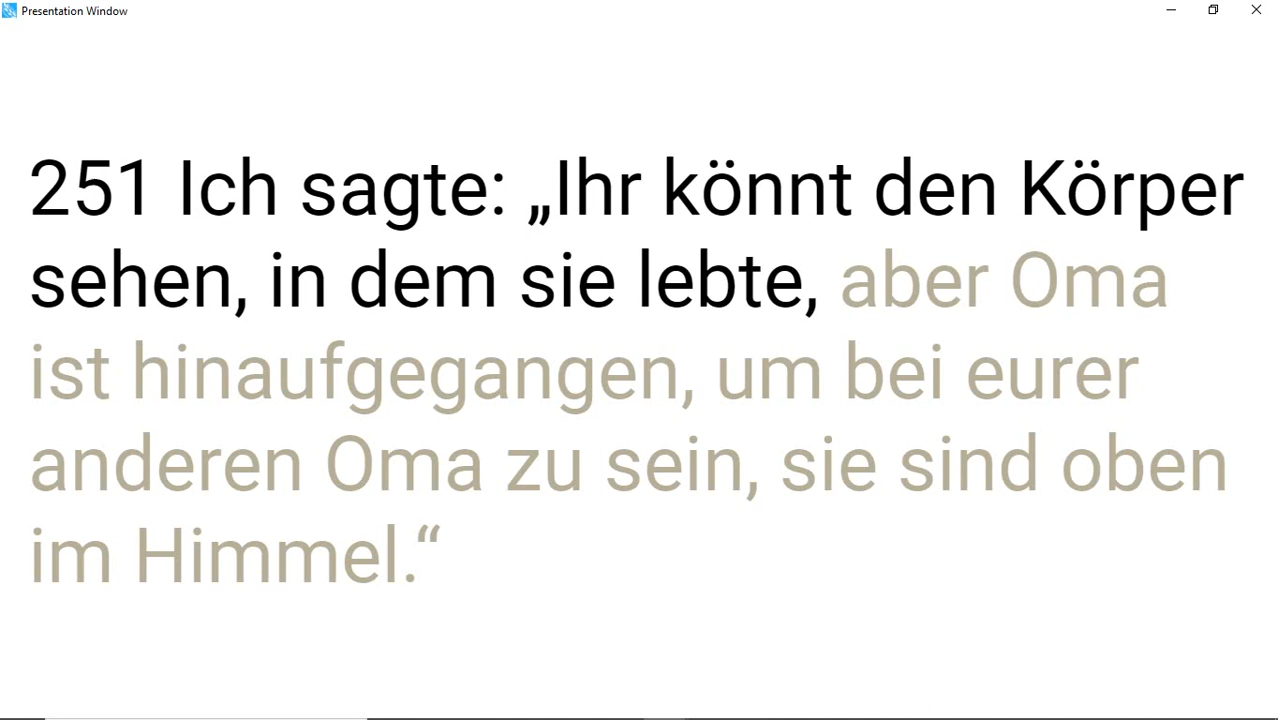 Presentation Window
251 Ich sagte: „Ihr könnt den Körper
sehen, in dem sie lebte, aber Oma
ist hinaufgegangen, um bei eurer
anderen Oma zu sein, sie sind oben
im Himmel.“